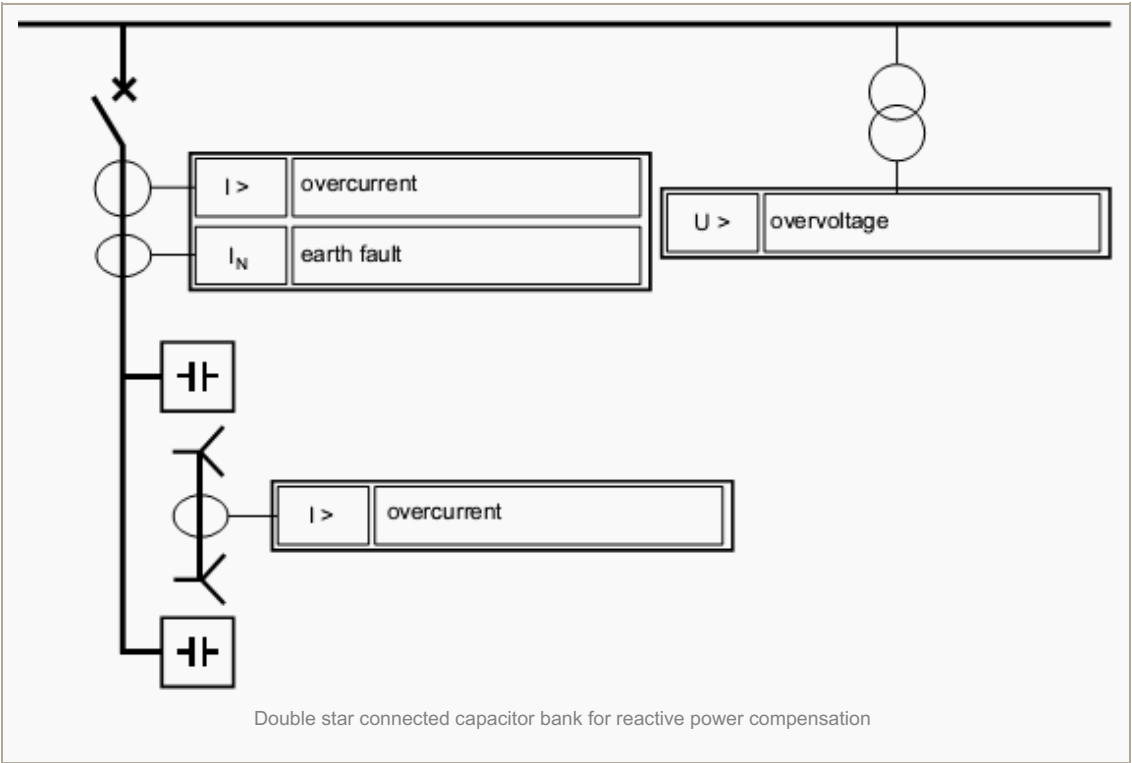 I > overcurrent
I_N earth fault
U > overvoltage
I > overcurrent
Double star connected capacitor bank for reactive power compensation